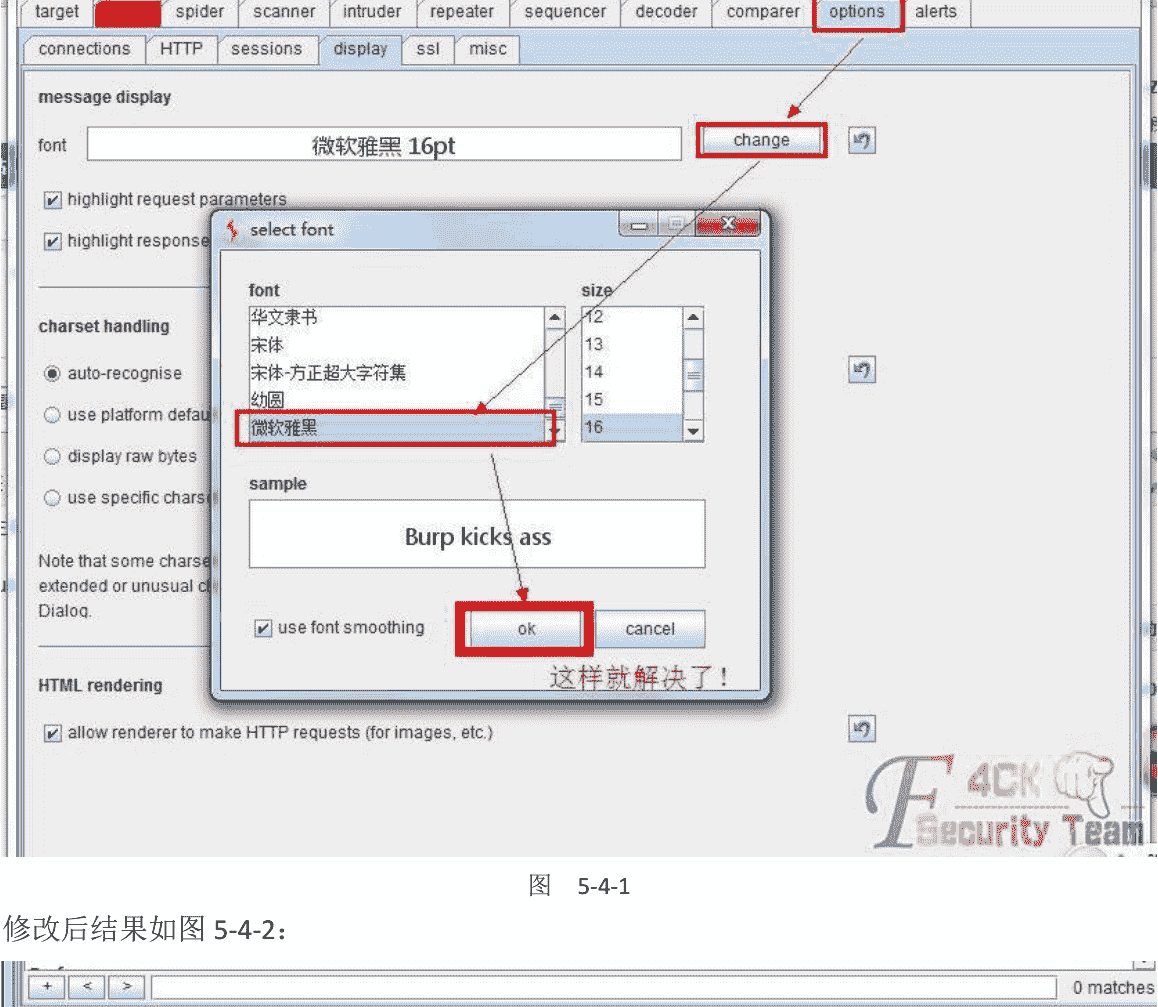 target spider scanner intruder repeater sequencer decoder comparer options alerts
connections HTTP sessions display ssl misc
message display
font 微软雅黑 16pt change
highlight request parameters
highlight response
select font
font size
华文隶书 12
宋体 13
宋体-方正超大字符集 14
幼圆 15
微软雅黑 16
charset handling
auto-recognise
use platform defau
display raw bytes
use specific chars
sample
Burp kicks ass
Note that some charse
extended or unusual c
Dialog.
use font smoothing ok cancel
这样就解决了！
HTML rendering
allow renderer to make HTTP requests (for images, etc.)
F4CK
Security Team
图 5-4-1
修改后结果如图 5-4-2：
+ < > 0 matches